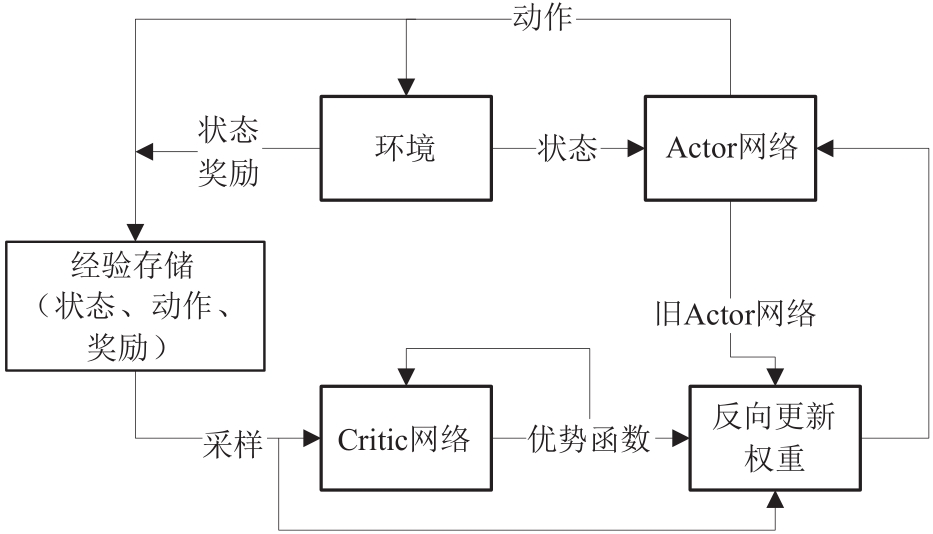 动作
状态
奖励
环境
状态
Actor网络
经验存储
（状态、动作、
奖励）
旧Actor网络
采样
Critic网络
优势函数
反向更新
权重